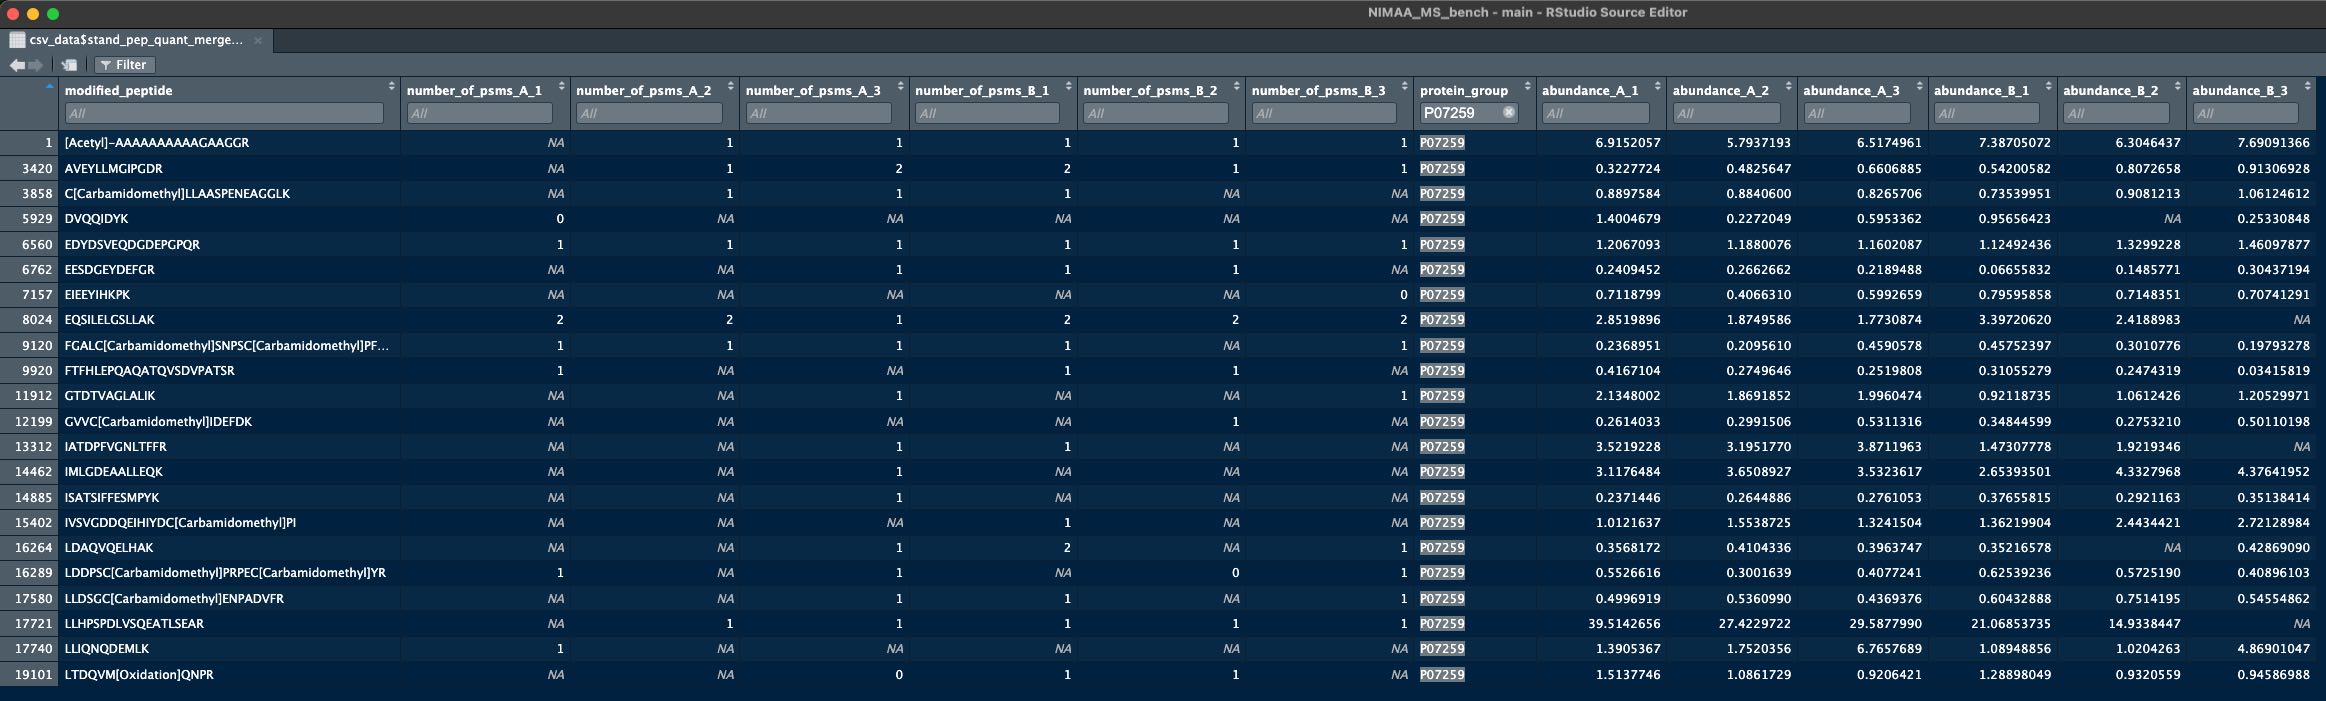 NIMAA_MS_bench - main - RStudio Source Editor
csv_data$stand_pep_quant_merge...
Filter
modified_peptide number_of_psms_A_1 number_of_psms_A_2 number_of_psms_A_3 number_of_psms_B_1 number_of_psms_B_2 number_of_psms_B_3 protein_group abundance_A_1 abundance_A_2 abundance_A_3 abundance_B_1 abundance_B_2 abundance_B_3
All All All All All All All P07259 All All All All All All
1 [Acetyl]-AAAAAAAAAAGAAGGR NA 1 1 1 1 1 P07259 6.9152057 5.7937193 6.5174961 7.38705072 6.3046437 7.69091366
3420 AVEYLLMGIPGDR NA 1 2 2 1 1 P07259 0.3227724 0.4825647 0.6606885 0.54200582 0.8072658 0.91306928
3858 C[Carbamidomethyl]LLAASPENEAGGLK NA 1 1 1 NA NA P07259 0.8897584 0.8840600 0.8265706 0.73539951 0.9081213 1.06124612
5929 DVQQIDYK 0 NA NA NA NA NA P07259 1.4004679 0.2272049 0.5953362 0.95656423 NA 0.25330848
6560 EDYDSVEQDGDEPGPQR 1 1 1 1 1 1 P07259 1.2067093 1.1880076 1.1602087 1.12492436 1.3299228 1.46097877
6762 EESDGEYDEFGR NA NA 1 1 1 NA P07259 0.2409452 0.2662662 0.2189488 0.06655832 0.1485771 0.30437194
7157 EIEEYIHKPK NA NA NA NA NA 0 P07259 0.7118799 0.4066310 0.5992659 0.79595858 0.7148351 0.70741291
8024 EQSILELGSLLAK 2 2 1 2 2 2 P07259 2.8519896 1.8749586 1.7730874 3.39720620 2.4188983 NA
9120 FGALC[Carbamidomethyl]SNPSC[Carbamidomethyl]PF... 1 1 1 1 NA 1 P07259 0.2368951 0.2095610 0.4590578 0.45752397 0.3010776 0.19793278
9920 FTFHLEPQAQATQVSDVPATSR 1 NA NA 1 1 NA P07259 0.4167104 0.2749646 0.2519808 0.31055279 0.2474319 0.03415819
11912 GTDTVAGLALIK NA NA 1 NA NA 1 P07259 2.1348002 1.8691852 1.9960474 0.92118735 1.0612426 1.20529971
12199 GVVC[Carbamidomethyl]IDEFDK NA NA NA NA 1 NA P07259 0.2614033 0.2991506 0.5311316 0.34844599 0.2753210 0.50110198
13312 IATDPFVGNLTFFR NA NA 1 1 NA NA P07259 3.5219228 3.1951770 3.8711963 1.47307778 1.9219346 NA
14462 IMLGDEAALLEQK NA NA 1 NA NA NA P07259 3.1176484 3.6508927 3.5323617 2.65393501 4.3327968 4.37641952
14885 ISATSIFFESMPYK NA NA 1 NA NA NA P07259 0.2371446 0.2644886 0.2761053 0.37655815 0.2921163 0.35138414
15402 IVSVGDDQEIHIYDC[Carbamidomethyl]PI NA NA NA 1 NA NA P07259 1.0121637 1.5538725 1.3241504 1.36219904 2.4434421 2.72128984
16264 LDAQVQELHAK NA NA 1 2 NA 1 P07259 0.3568172 0.4104336 0.3963747 0.35216578 NA 0.42869090
16289 LDDPSC[Carbamidomethyl]PRPEC[Carbamidomethyl]YR 1 NA 1 NA 0 1 P07259 0.5526616 0.3001639 0.4077241 0.62539236 0.5725190 0.40896103
17580 LLDSGC[Carbamidomethyl]ENPADVFR NA NA 1 1 NA 1 P07259 0.4996919 0.5360990 0.4369376 0.60432888 0.7514195 0.54554862
17721 LLHPSPDLVSQEATLSEAR NA 1 1 1 1 1 P07259 39.5142656 27.4229722 29.5877990 21.06853735 14.9338447 NA
17740 LLIQNQDEMLK 1 NA NA NA NA NA P07259 1.3905367 1.7520356 6.7657689 1.08948856 1.0204263 4.86901047
19101 LTDQVM[Oxidation]QNPR NA NA 0 1 1 NA P07259 1.5137746 1.0861729 0.9206421 1.28898049 0.9320559 0.94586988